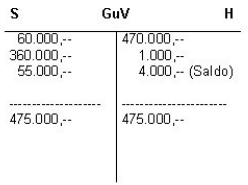 S GuV H
60.000,-- 470.000,--
360.000,-- 1.000,--
55.000,-- 4.000,-- (Saldo)
------------------- ----------------------
475.000,-- 475.000,--